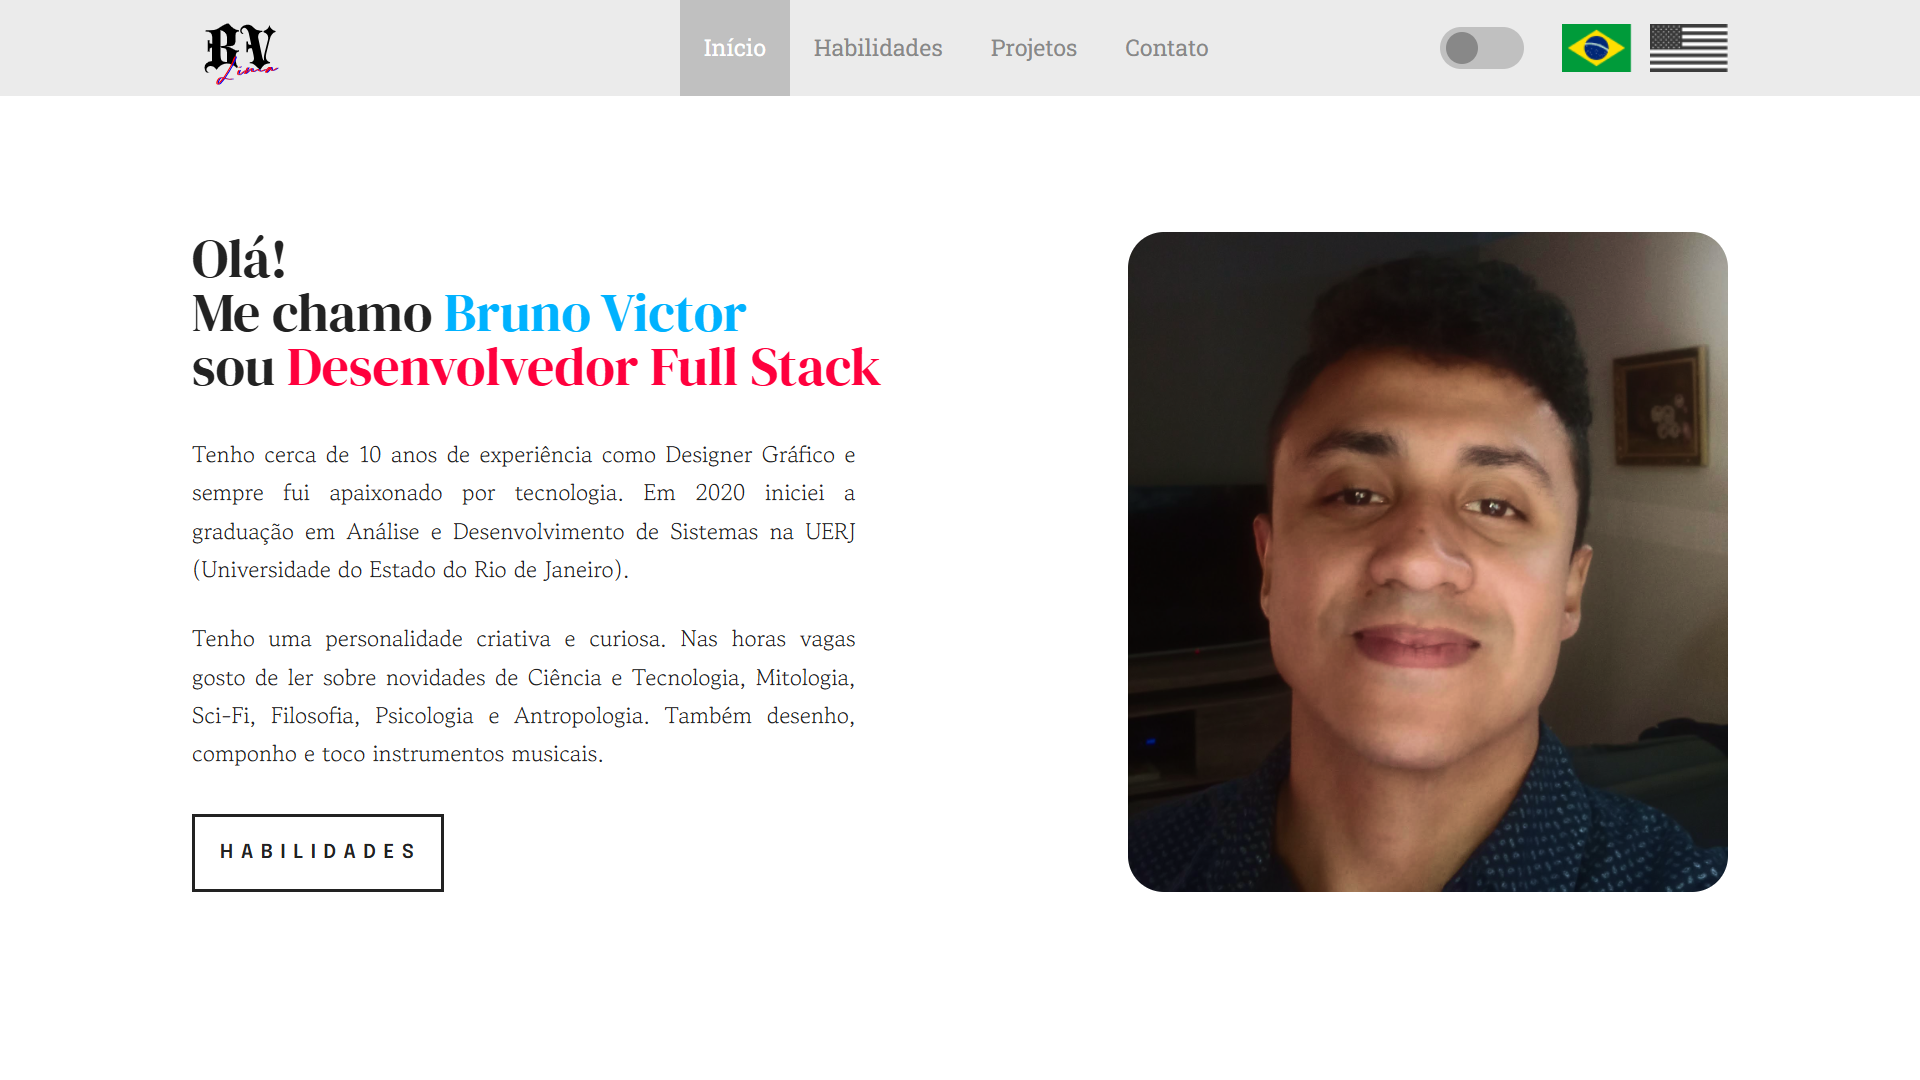 BV
Lima
Início
Habilidades
Projetos
Contato
Olá!
Me chamo Bruno Victor
sou Desenvolvedor Full Stack
Tenho cerca de 10 anos de experiência como Designer Gráfico e
sempre fui apaixonado por tecnologia. Em 2020 iniciei a
graduação em Análise e Desenvolvimento de Sistemas na UERJ
(Universidade do Estado do Rio de Janeiro).
Tenho uma personalidade criativa e curiosa. Nas horas vagas
gosto de ler sobre novidades de Ciência e Tecnologia, Mitologia,
Sci-Fi, Filosofia, Psicologia e Antropologia. Também desenho,
componho e toco instrumentos musicais.
HABILIDADES